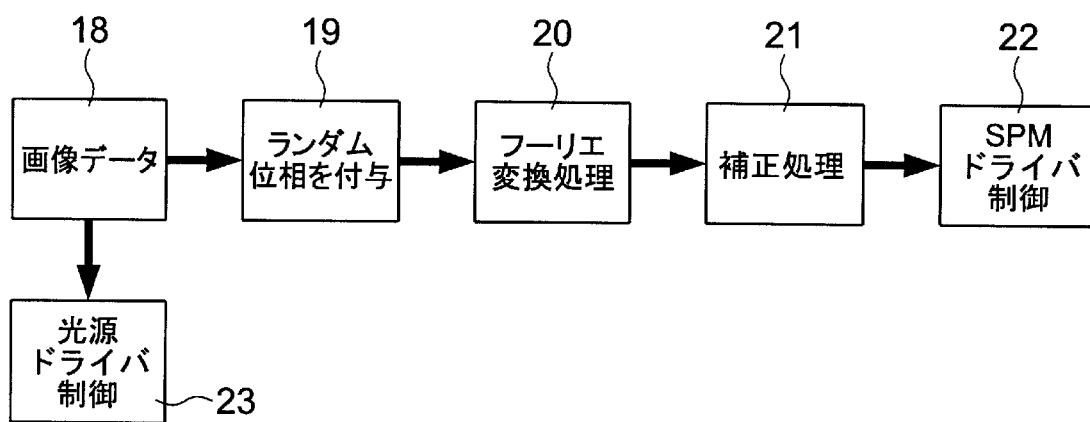 18
19
20
21
22
画像データ
ランダム
位相を付与
フーリエ
変換処理
補正処理
SPM
ドライバ
制御
光源
ドライバ
制御
23